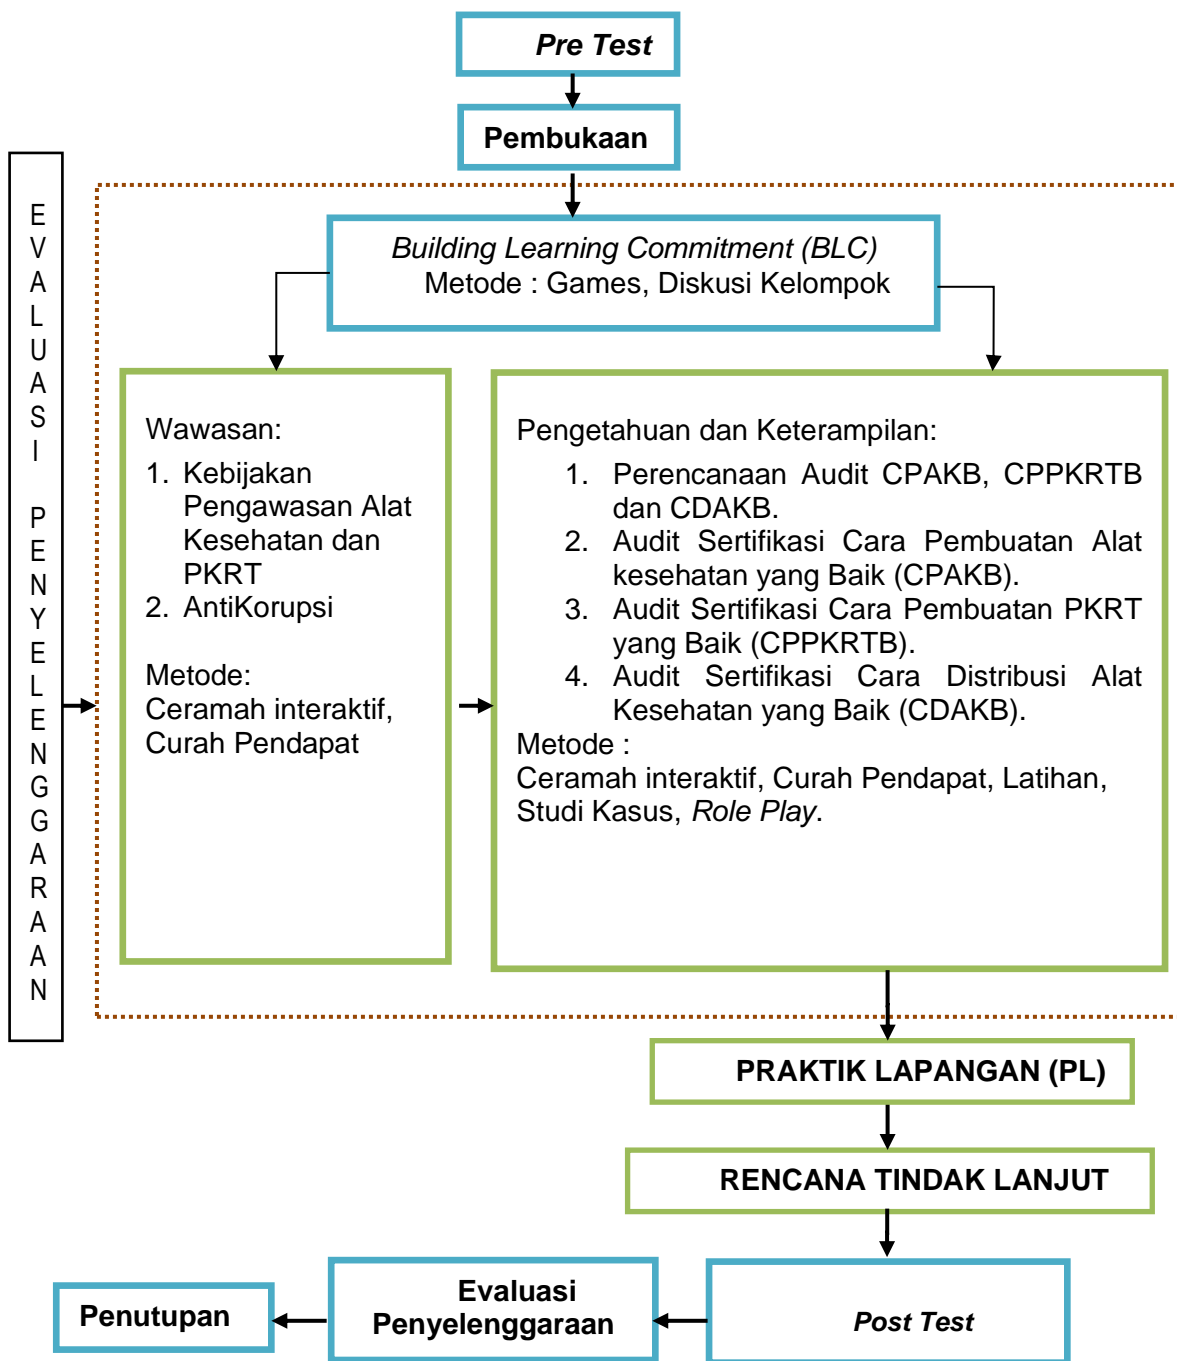 Pre Test
Pembukaan
EVALUASI PENYELENGGARAAN
Building Learning Commitment (BLC)
Metode : Games, Diskusi Kelompok
Wawasan:
1. Kebijakan
Pengawasan Alat
Kesehatan dan
PKRT
2. AntiKorupsi
Metode:
Ceramah interaktif,
Curah Pendapat
Pengetahuan dan Keterampilan:
1. Perencanaan Audit CPAKB, CPPKRTB
dan CDAKB.
2. Audit Sertifikasi Cara Pembuatan Alat
kesehatan yang Baik (CPAKB).
3. Audit Sertifikasi Cara Pembuatan PKRT
yang Baik (CPPKRTB).
4. Audit Sertifikasi Cara Distribusi Alat
Kesehatan yang Baik (CDAKB).
Metode :
Ceramah interaktif, Curah Pendapat, Latihan,
Studi Kasus, Role Play.
PRAKTIK LAPANGAN (PL)
RENCANA TINDAK LANJUT
Post Test
Evaluasi
Penyelenggaraan
Penutupan